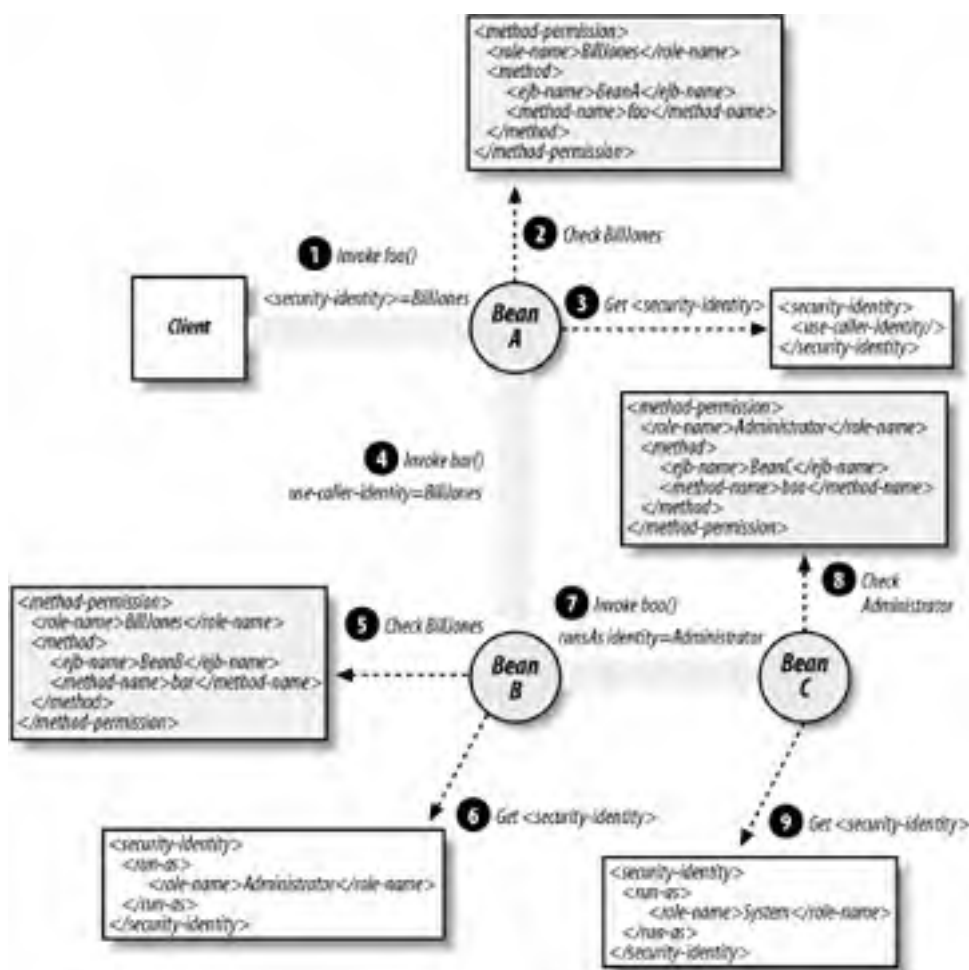 <method-permission>
<role-name>BillJones</role-name>
<method>
<ejb-name>BeanA</ejb-name>
<method-name>foo</method-name>
</method>
</method-permission>
1 Invoke foo()
<security-identity>=BillJones
2 Check BillJones
Client
Bean
A
3 Get <security-identity>
<security-identity>
<use-caller-identity/>
</security-identity>
4 Invoke bar()
use-caller-identity=BillJones
<method-permission>
<role-name>Administrator</role-name>
<method>
<ejb-name>BeanC</ejb-name>
<method-name>boo</method-name>
</method>
</method-permission>
<method-permission>
<role-name>BillJones</role-name>
<method>
<ejb-name>BeanB</ejb-name>
<method-name>bar</method-name>
</method>
</method-permission>
5 Check BillJones
Bean
B
7 Invoke boo()
runsAs identity=Administrator
8 Check
Administrator
Bean
C
6 Get <security-identity>
<security-identity>
<run-as>
<role-name>Administrator</role-name>
</run-as>
</security-identity>
9 Get <security-identity>
<security-identity>
<run-as>
<role-name>System</role-name>
</run-as>
</security-identity>